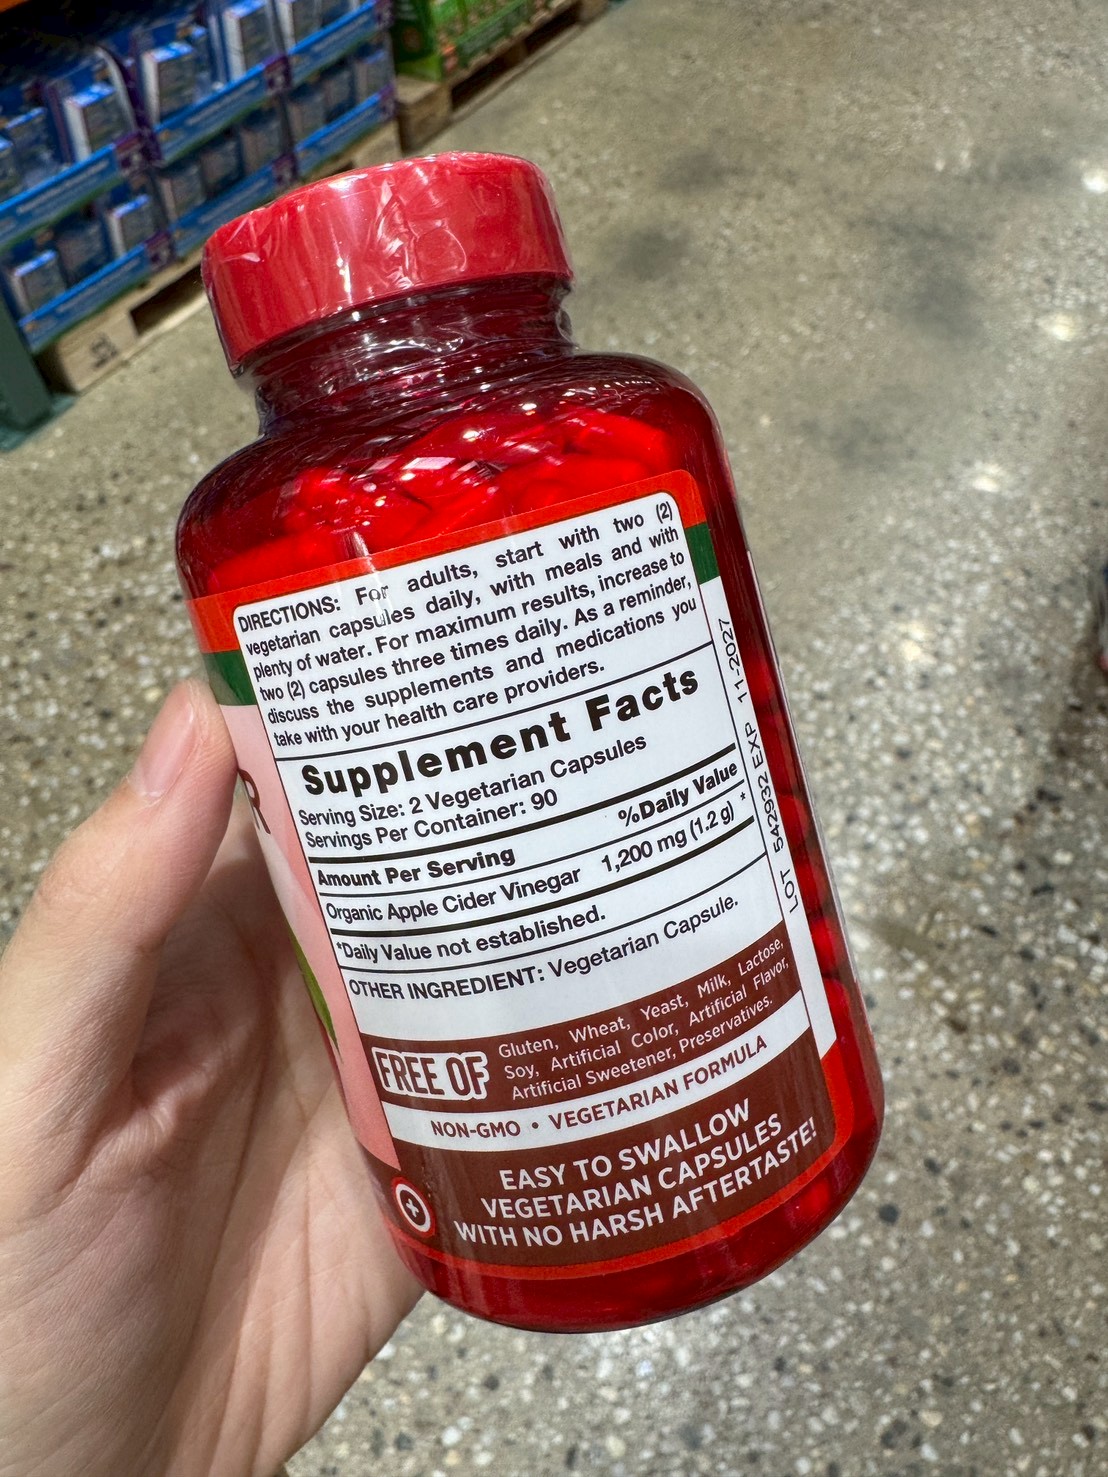 DIRECTIONS: For adults, start with two (2)
vegetarian capsules daily, with meals and with
plenty of water. For maximum results, increase to
two (2) capsules three times daily. As a reminder,
discuss the supplements and medications you
take with your health care providers.
Supplement Facts
Serving Size: 2 Vegetarian Capsules
Servings Per Container: 90
Amount Per Serving %Daily Value
Organic Apple Cider Vinegar 1,200 mg (1.2 g) *
*Daily Value not established.
OTHER INGREDIENT: Vegetarian Capsule.
FREE OF
Gluten, Wheat, Yeast, Milk, Lactose,
Soy, Artificial Color, Artificial Flavor,
Artificial Sweetener, Preservatives.
NON-GMO • VEGETARIAN FORMULA
EASY TO SWALLOW
VEGETARIAN CAPSULES
WITH NO HARSH AFTERTASTE!
LOT 542932 EXP 11-2027
R